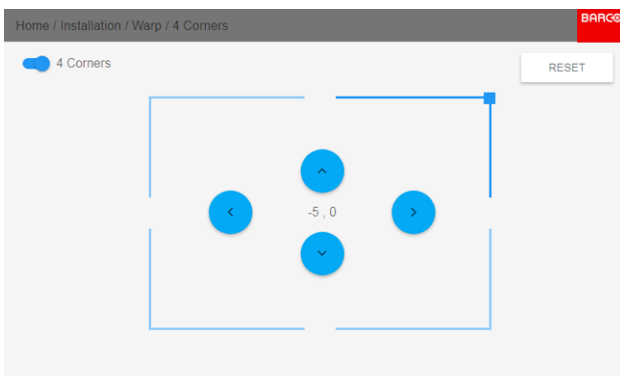 Home / Installation / Warp / 4 Corners
BARCO
4 Corners
RESET
-5 , 0